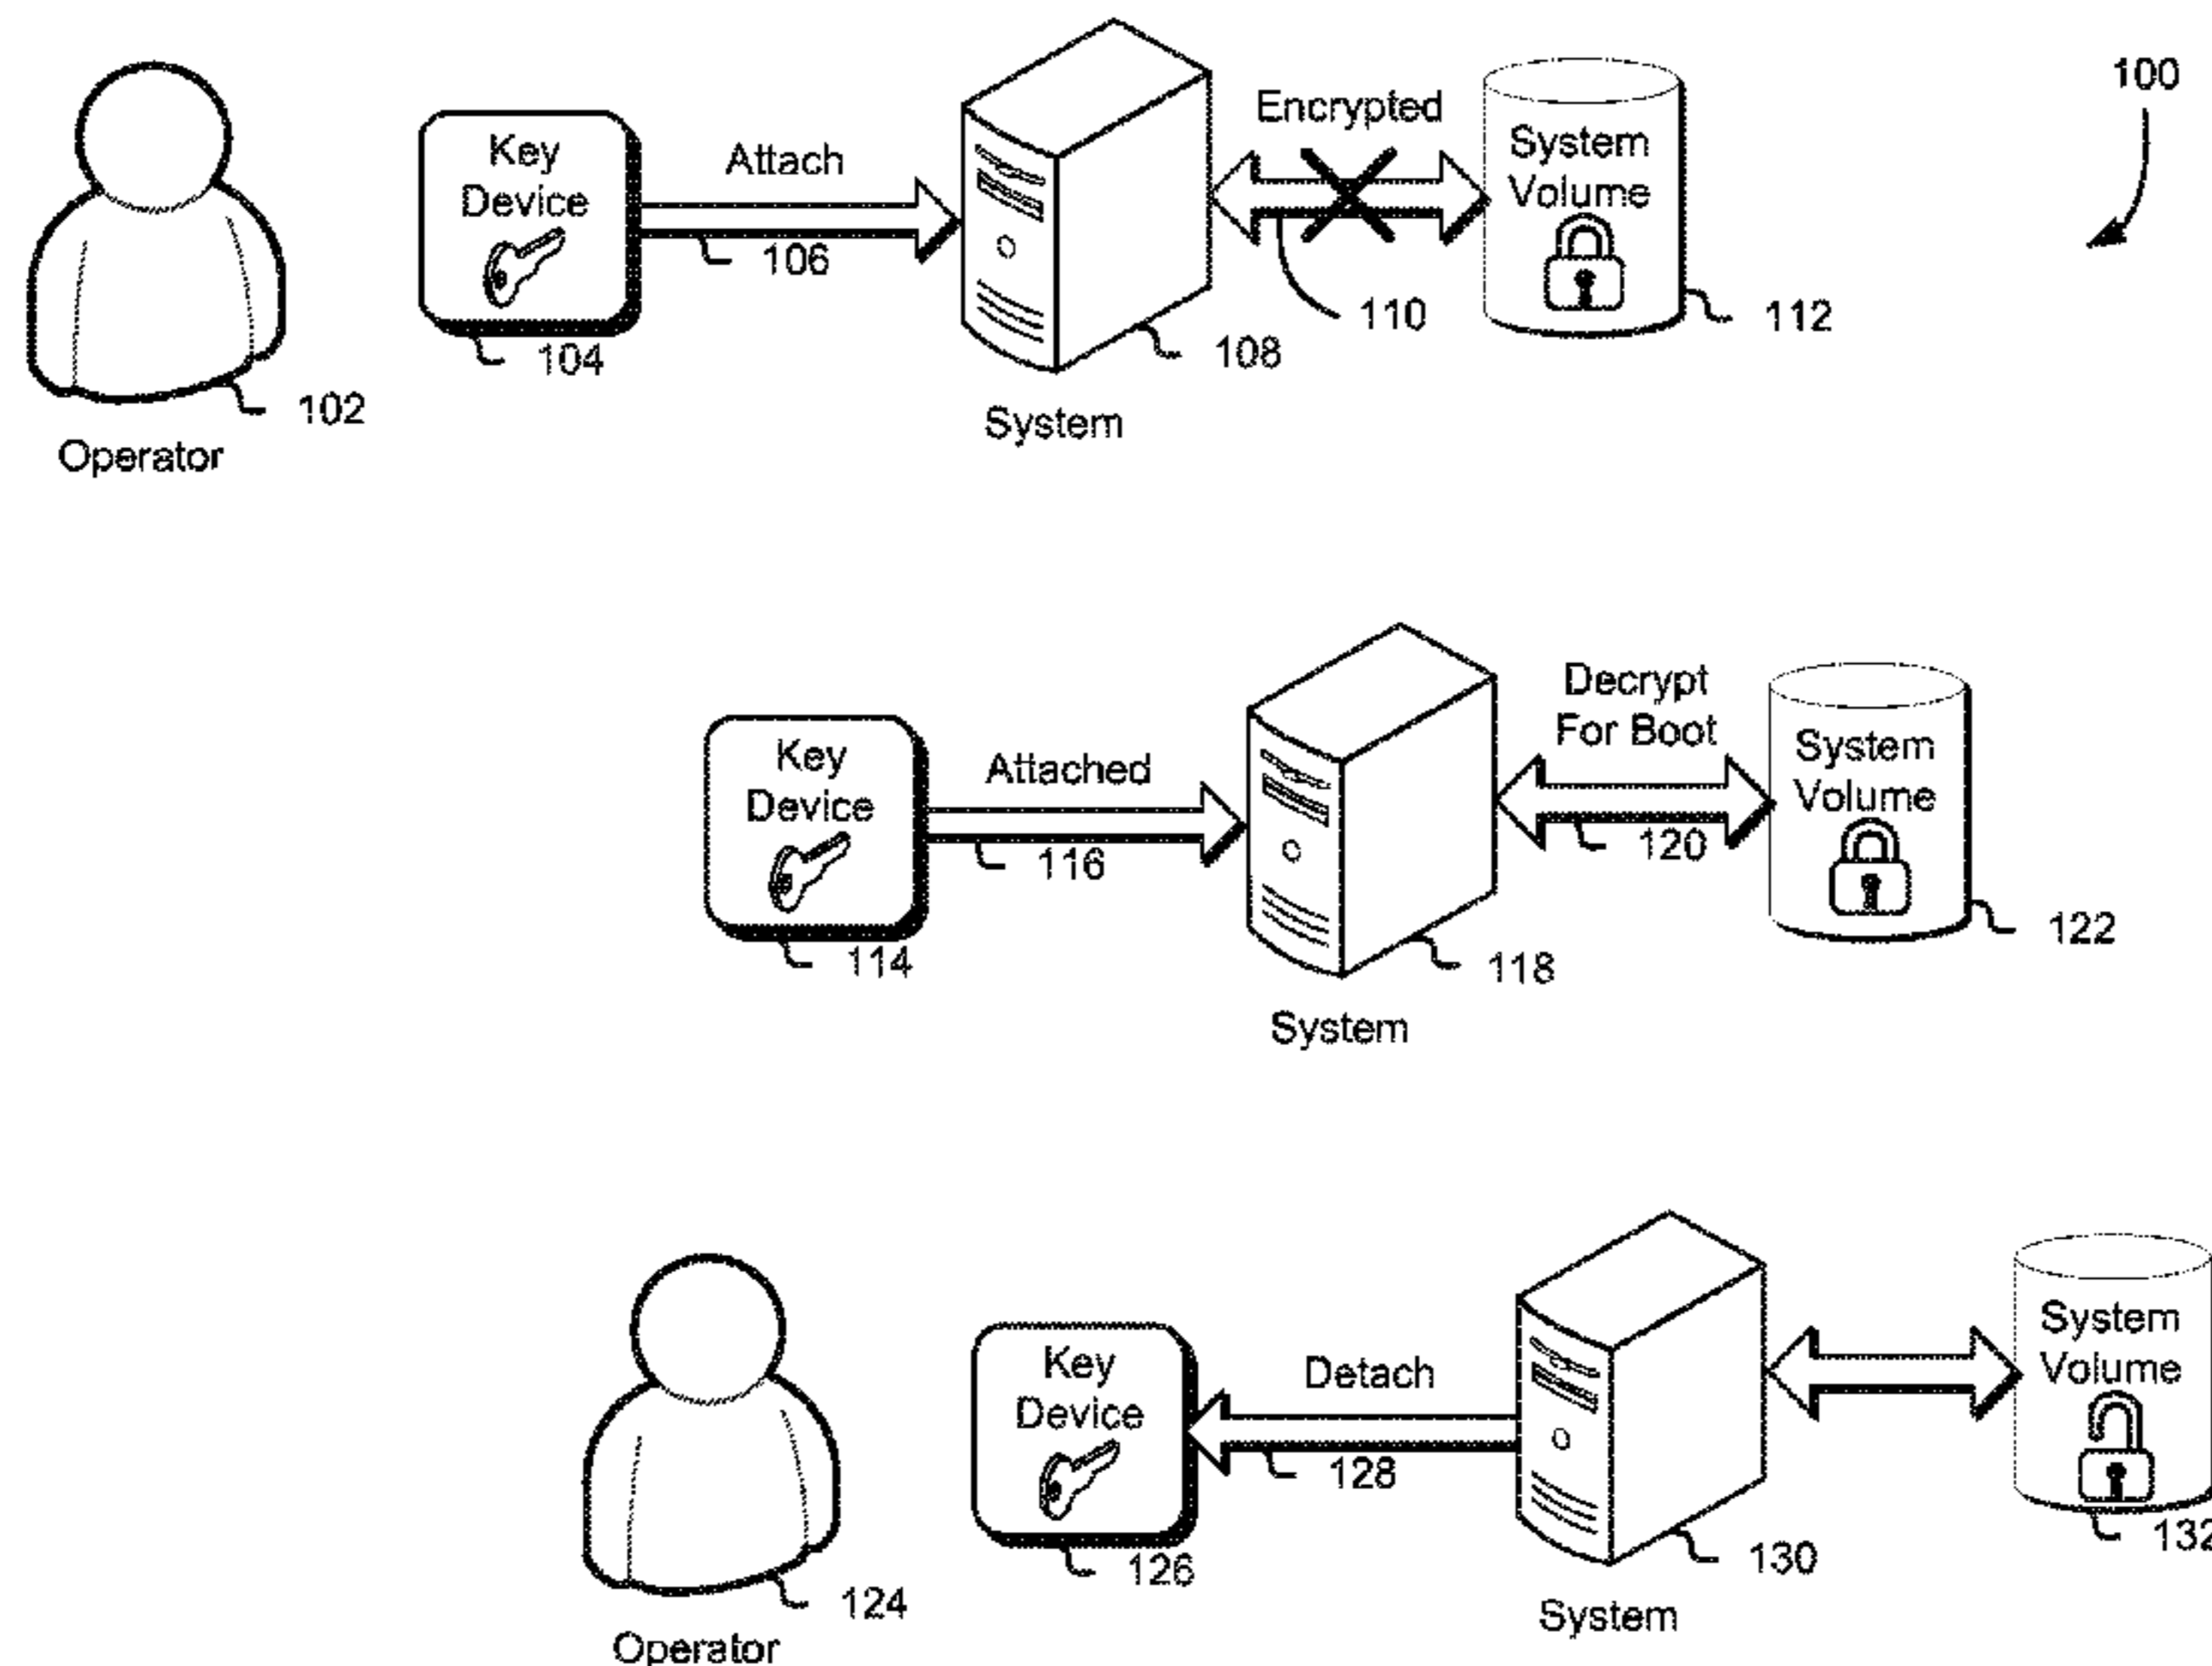 100
Key
Device
Attach
Encrypted
System
Volume
106
110
112
104
108
102
System
Operator
Key
Device
Attached
Decrypt
For Boot
System
Volume
116
120
122
114
118
System
Key
Device
Detach
System
Volume
128
132
126
130
124
System
Operator